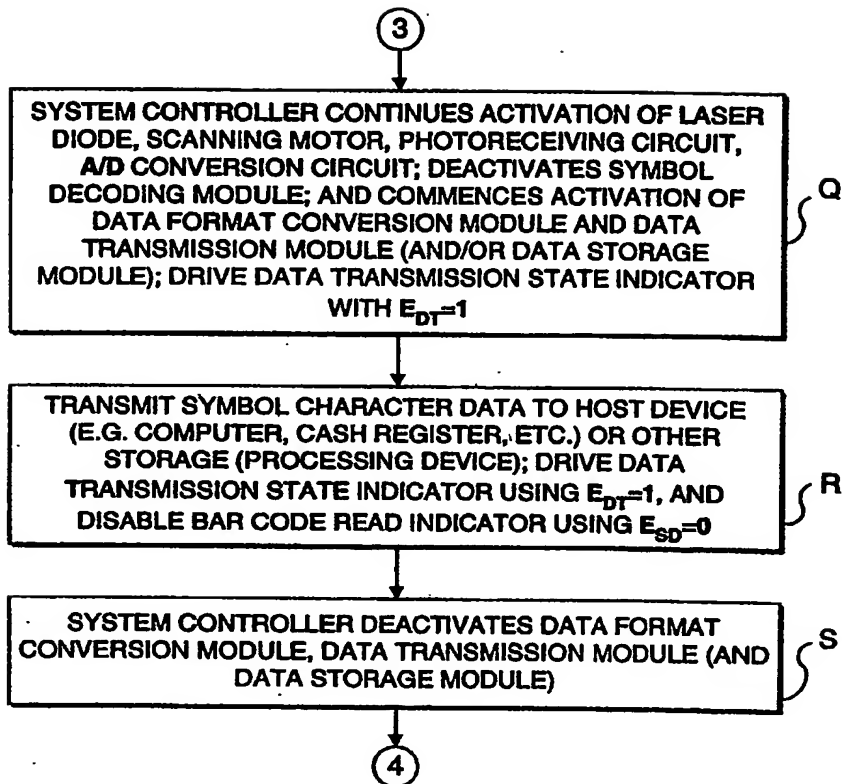 3
SYSTEM CONTROLLER CONTINUES ACTIVATION OF LASER
DIODE, SCANNING MOTOR, PHOTORECEIVING CIRCUIT,
A/D CONVERSION CIRCUIT; DEACTIVATES SYMBOL
DECODING MODULE; AND COMMENCES ACTIVATION OF
DATA FORMAT CONVERSION MODULE AND DATA
TRANSMISSION MODULE (AND/OR DATA STORAGE
MODULE); DRIVE DATA TRANSMISSION STATE INDICATOR
WITH E_DT=1
Q
TRANSMIT SYMBOL CHARACTER DATA TO HOST DEVICE
(E.G. COMPUTER, CASH REGISTER, ETC.) OR OTHER
STORAGE (PROCESSING DEVICE); DRIVE DATA
TRANSMISSION STATE INDICATOR USING E_DT=1, AND
DISABLE BAR CODE READ INDICATOR USING E_SD=0
R
SYSTEM CONTROLLER DEACTIVATES DATA FORMAT
CONVERSION MODULE, DATA TRANSMISSION MODULE (AND
DATA STORAGE MODULE)
S
4